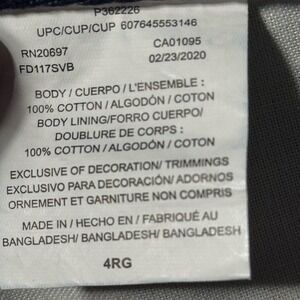 P362226
UPC/CUP/CUP 607645553146
RN20697 CA01095
FD117SVB 02/23/2020
BODY / CUERPO / L'ENSEMBLE :
100% COTTON / ALGODÓN / COTON
BODY LINING/FORRO CUERPO/
DOUBLURE DE CORPS :
100% COTTON / ALGODÓN / COTON
EXCLUSIVE OF DECORATION/ TRIMMINGS
EXCLUSIVO PARA DECORACIÓN/ ADORNOS
ORNEMENT ET GARNITURE NON COMPRIS
MADE IN / HECHO EN / FABRIQUÉ AU
BANGLADESH/ BANGLADESH/ BANGLADESH
4RG